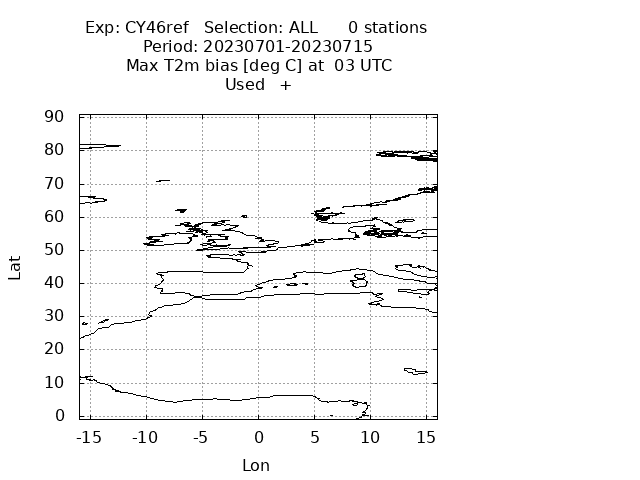 Exp: CY46ref   Selection: ALL      0 stations
Period: 20230701-20230715
Max T2m bias [deg C] at  03 UTC
Used   +
90
80
70
60
50
40
30
20
10
0
Lat
-15 -10 -5 0 5 10 15
Lon